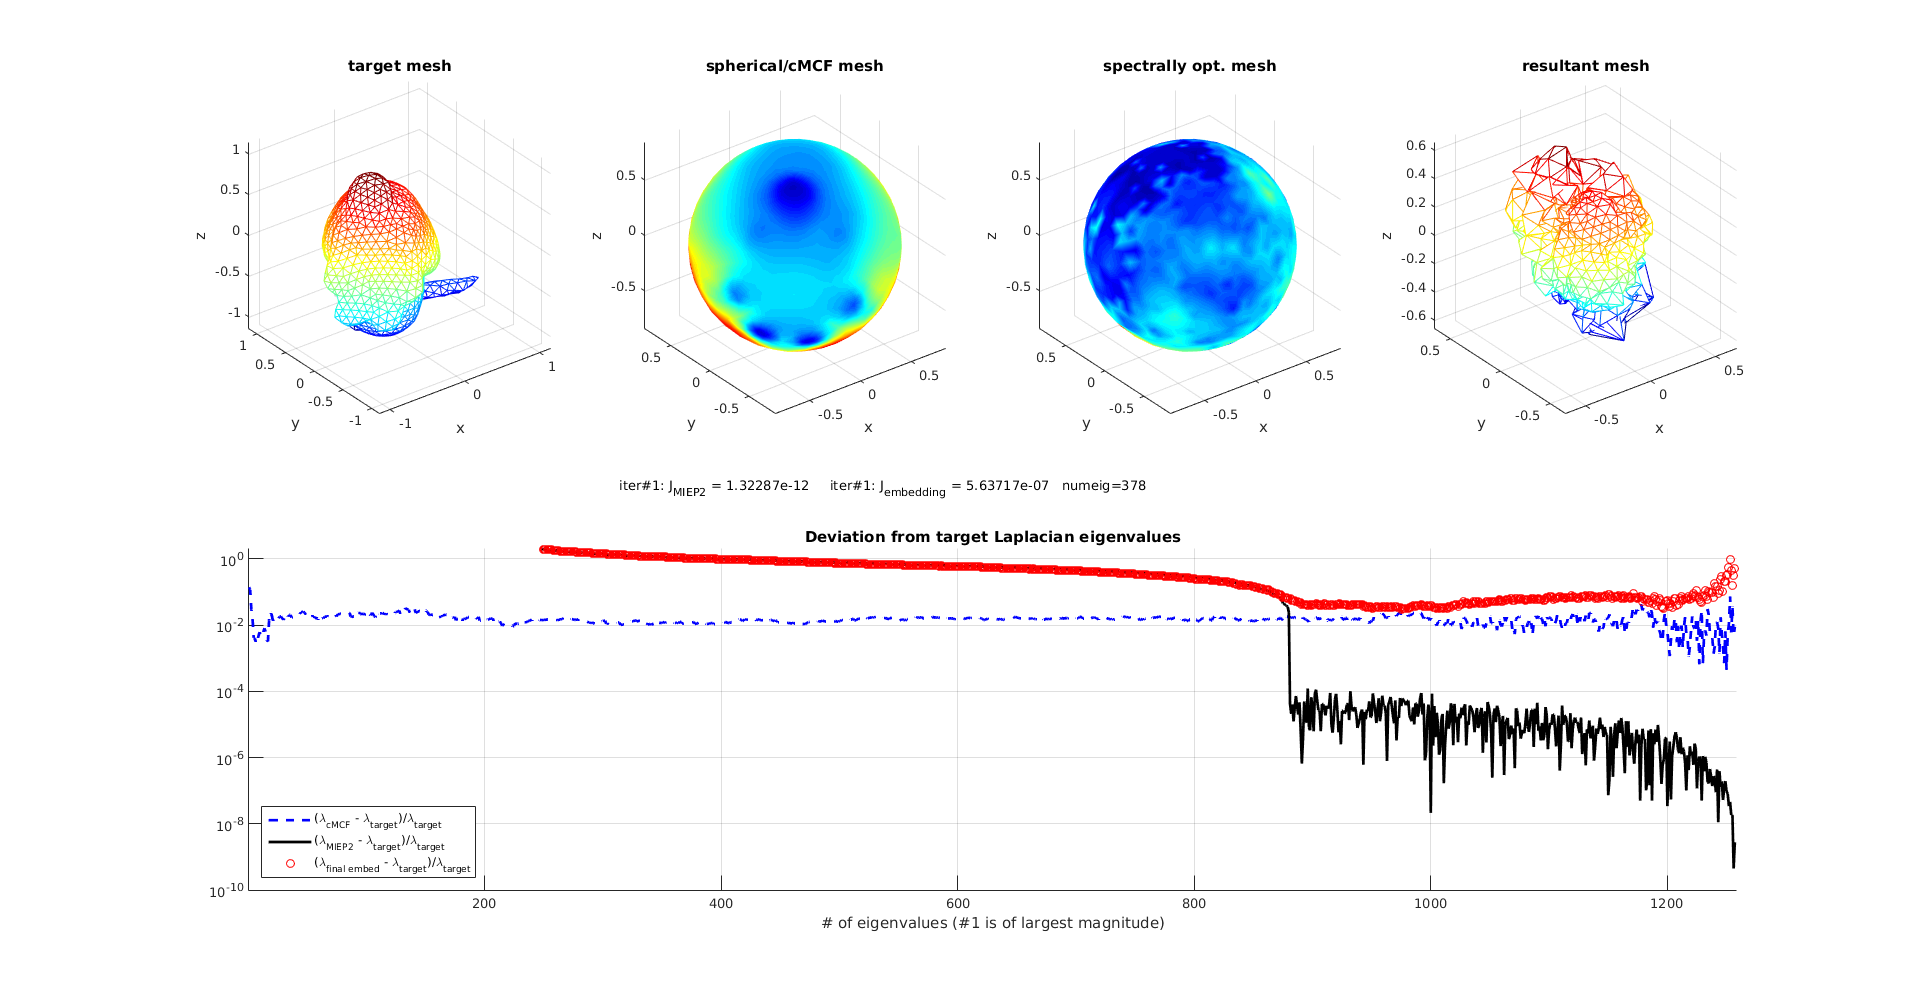 target mesh
spherical/cMCF mesh
spectrally opt. mesh
resultant mesh
1
0.5
0
-0.5
-1
z
1
0.5
0
-0.5
-1
y
-1
0
1
x
0.5
0
-0.5
z
0.5
0
-0.5
y
-0.5
0
0.5
x
0.5
0
-0.5
z
0.5
0
-0.5
y
-0.5
0
0.5
x
0.6
0.4
0.2
0
-0.2
-0.4
-0.6
z
0.5
0
-0.5
y
-0.5
0
0.5
x
iter#1: J_MIEP2 = 1.32287e-12 iter#1: J_embedding = 5.63717e-07 numeig=378
Deviation from target Laplacian eigenvalues
10^0
10^-2
10^-4
10^-6
10^-8
10^-10
(λ_cMCF - λ_target)/λ_target
(λ_MIEP2 - λ_target)/λ_target
(λ_final embed - λ_target)/λ_target
200 400 600 800 1000 1200
# of eigenvalues (#1 is of largest magnitude)